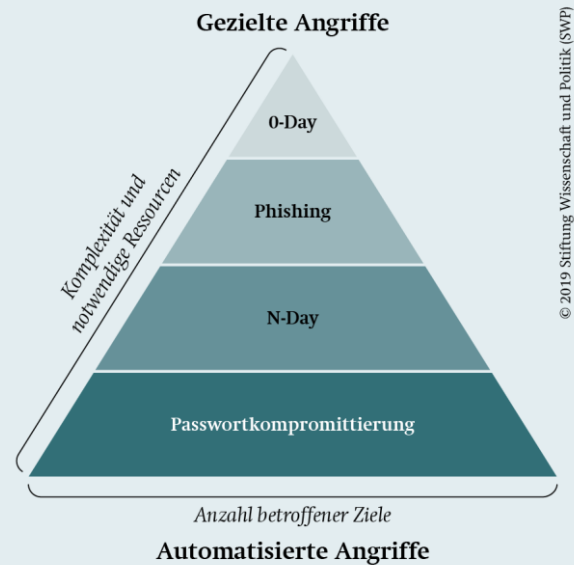 Gezielte Angriffe
0-Day
Phishing
N-Day
Passwortkompromittierung
Komplexität und
notwendige Ressourcen
Anzahl betroffener Ziele
Automatisierte Angriffe
© 2019 Stiftung Wissenschaft und Politik (SWP)